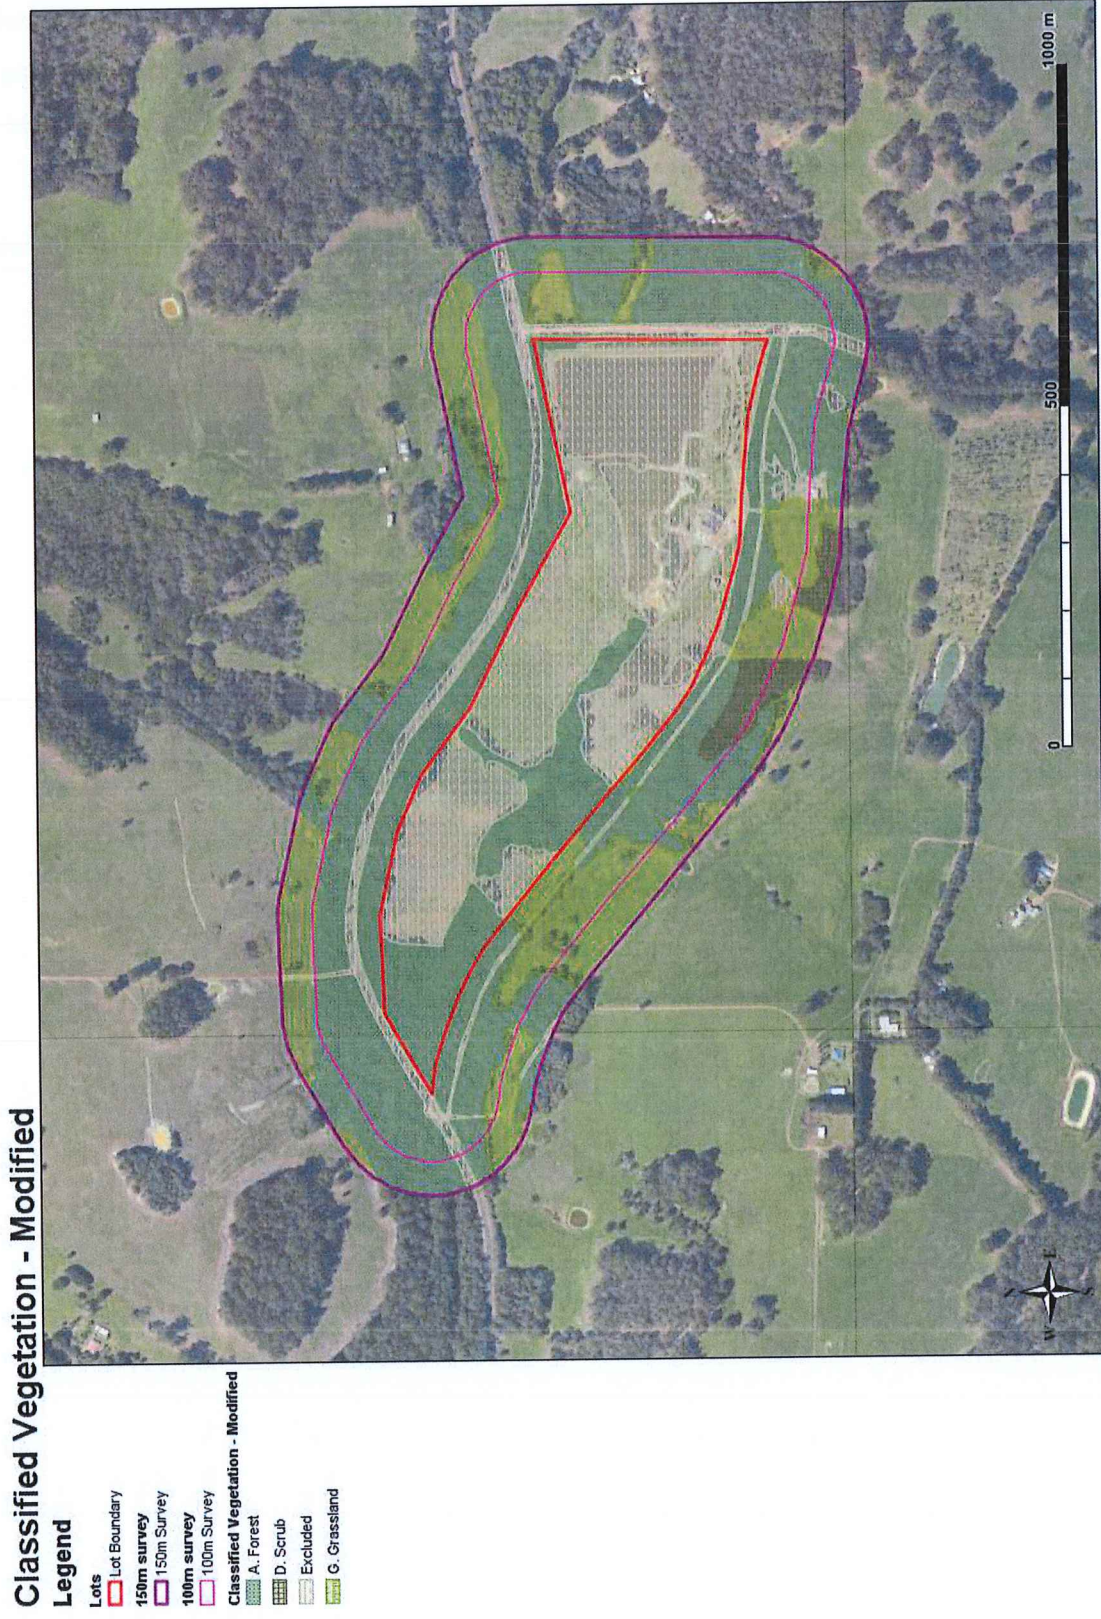 Classified Vegetation - Modified
Legend
Lots
Lot Boundary
150m survey
150m Survey
100m survey
100m Survey
Classified Vegetation - Modified
A. Forest
D. Scrub
Excluded
G. Grassland
N
W E
S
0 500 1000 m